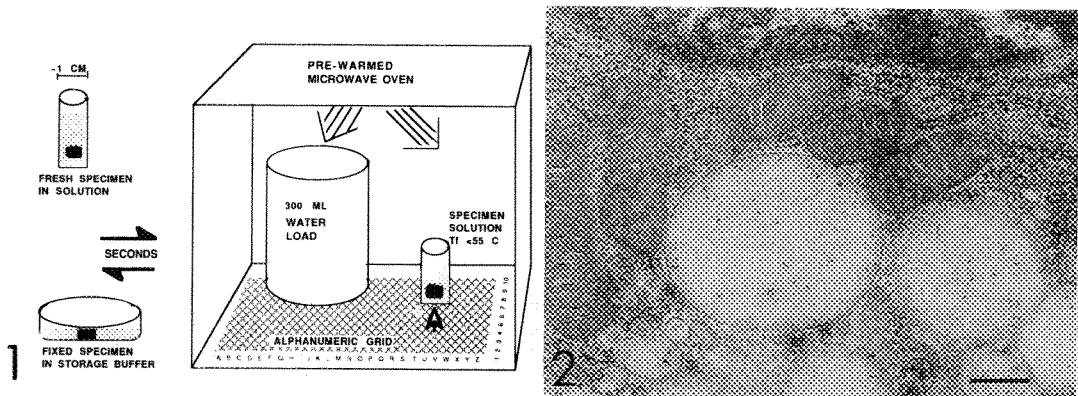 -1 CM
FRESH SPECIMEN
IN SOLUTION
SECONDS
FIXED SPECIMEN
IN STORAGE BUFFER
1
PRE-WARMED
MICROWAVE OVEN
300 ML
WATER
LOAD
SPECIMEN
SOLUTION
Tf <55 C
A
ALPHANUMERIC GRID
1 2 3 4 5 6 7 8 9 10
2